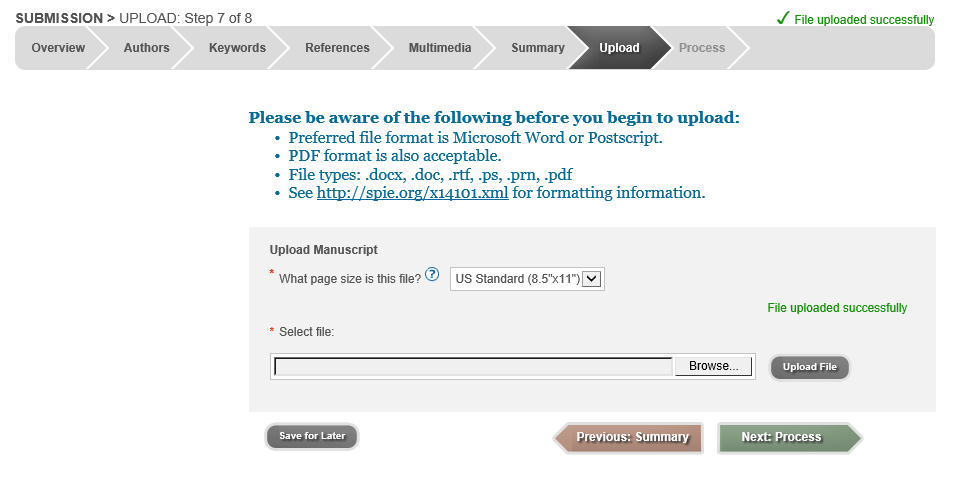 SUBMISSION > UPLOAD: Step 7 of 8
File uploaded successfully
Overview
Authors
Keywords
References
Multimedia
Summary
Upload
Process
Please be aware of the following before you begin to upload:
• Preferred file format is Microsoft Word or Postscript.
• PDF format is also acceptable.
• File types: .docx, .doc, .rtf, .ps, .prn, .pdf
• See http://spie.org/x14101.xml for formatting information.
Upload Manuscript
* What page size is this file? ? US Standard (8.5"x11")
File uploaded successfully
* Select file:
Browse...
Upload File
Save for Later
Previous: Summary
Next: Process